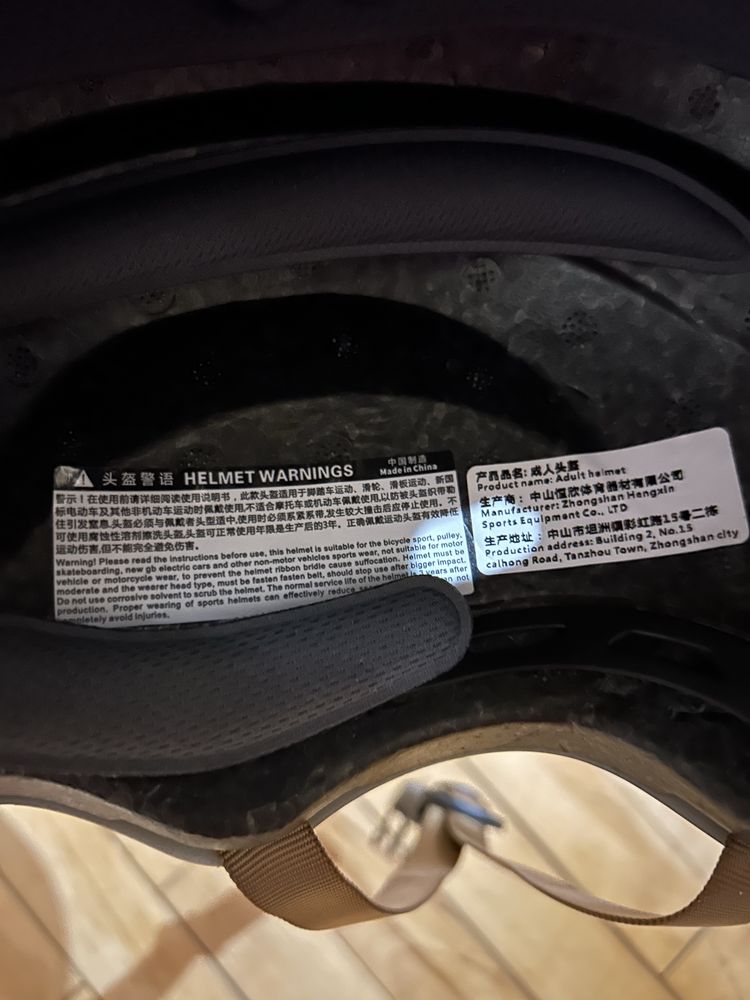 头盔警语 HELMET WARNINGS
中国制造
Made in China
警示！在使用前请详细阅读使用说明书，此款头盔适用于脚踏车运动、滑轮、滑板运动、新国
标电动车及其他非机动车运动时佩戴使用,不适合摩托车或机动车佩戴使用,以防被头盔织带勒
住引发窒息,头盔必须与佩戴者头型适中,使用时必须系紧系带,发生较大撞击后应停止使用。不
可使用腐蚀性溶剂擦洗头盔,头盔可正常使用年限是生产后的3年。正确佩戴运动头盔有效降低
运动伤害,但不能完全避免伤害。
Warning! Please read the instructions before use, this helmet is suitable for the bicycle sport, pulley,
skateboarding, new gb electric cars and other non-motor vehicles sports wear, not suitable for motor
vehicle or motorcycle wear, to prevent the helmet ribbon bridle cause suffocation. Helmet must be
moderate and the wearer head type, must be fasten fasten belt, should stop use after bigger impact.
Do not use corrosive solvent to scrub the helmet. The normal service life of the helmet is 3 years after
production. Proper wearing of sports helmets can effectively reduce not
avoid injuries.
产品品名: 成人头盔
Product name: Adult helmet
生产商：中山恒欣体育器材有限公司
Manufacturer: Zhongshan Hengxin
Sports Equipment Co., LTD
生产地址：中山市坦洲镇彩虹路15号二栋
Production address: Building 2, No.15
caihong Road, Tanzhou Town, Zhongshan city